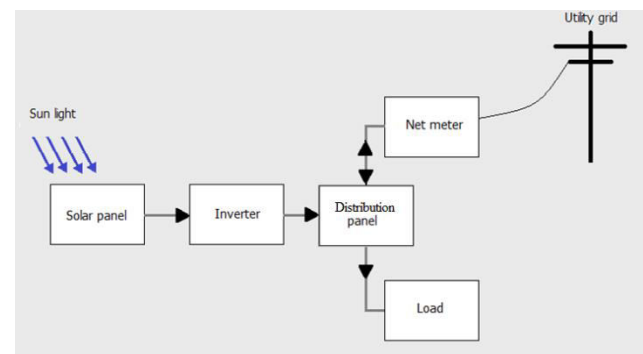 Utility grid
Sun light
Net meter
Solar panel
Inverter
Distribution
panel
Load